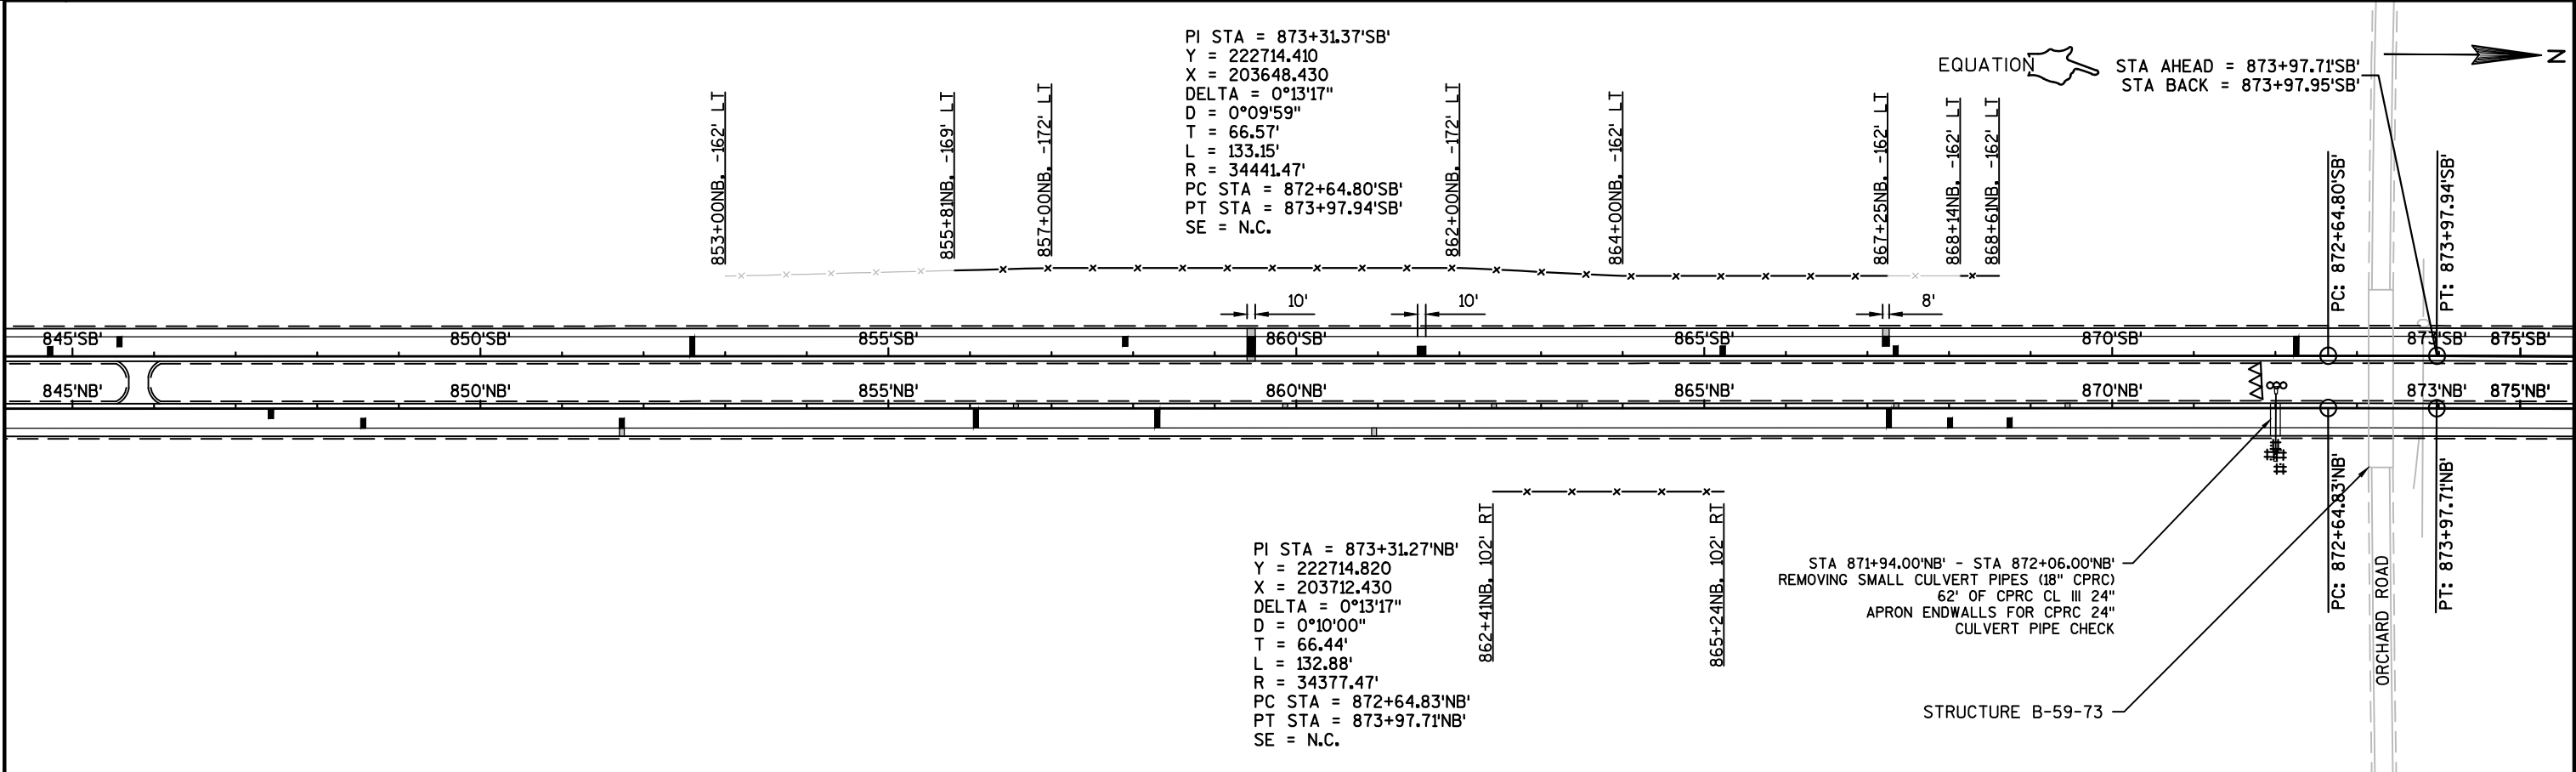 PI STA = 873+31.37'SB'
Y = 222714.410
X = 203648.430
DELTA = 0°13'17"
D = 0°09'59"
T = 66.57'
L = 133.15'
R = 34441.47'
PC STA = 872+64.80'SB'
PT STA = 873+97.94'SB'
SE = N.C.
EQUATION
STA AHEAD = 873+97.71'SB'
STA BACK = 873+97.95'SB'
N
853+00NB, -162' LT
855+81NB, -169' LT
857+00NB, -172' LT
862+00NB, -172' LT
864+00NB, -162' LT
867+25NB, -162' LT
868+14NB, -162' LT
868+61NB, -162' LT
PC: 872+64.80'SB'
PT: 873+97.94'SB'
10'
10'
8'
845'SB'
850'SB'
855'SB'
860'SB'
865'SB'
870'SB'
873'SB'
875'SB'
845'NB'
850'NB'
855'NB'
860'NB'
865'NB'
870'NB'
873'NB'
875'NB'
862+41NB, 102' RT
865+24NB, 102' RT
PC: 872+64.83'NB'
PT: 873+97.71'NB'
PI STA = 873+31.27'NB'
Y = 222714.820
X = 203712.430
DELTA = 0°13'17"
D = 0°10'00"
T = 66.44'
L = 132.88'
R = 34377.47'
PC STA = 872+64.83'NB'
PT STA = 873+97.71'NB'
SE = N.C.
STA 871+94.00'NB' - STA 872+06.00'NB'
REMOVING SMALL CULVERT PIPES (18" CPRC)
62' OF CPRC CL III 24"
APRON ENDWALLS FOR CPRC 24"
CULVERT PIPE CHECK
ORCHARD ROAD
STRUCTURE B-59-73